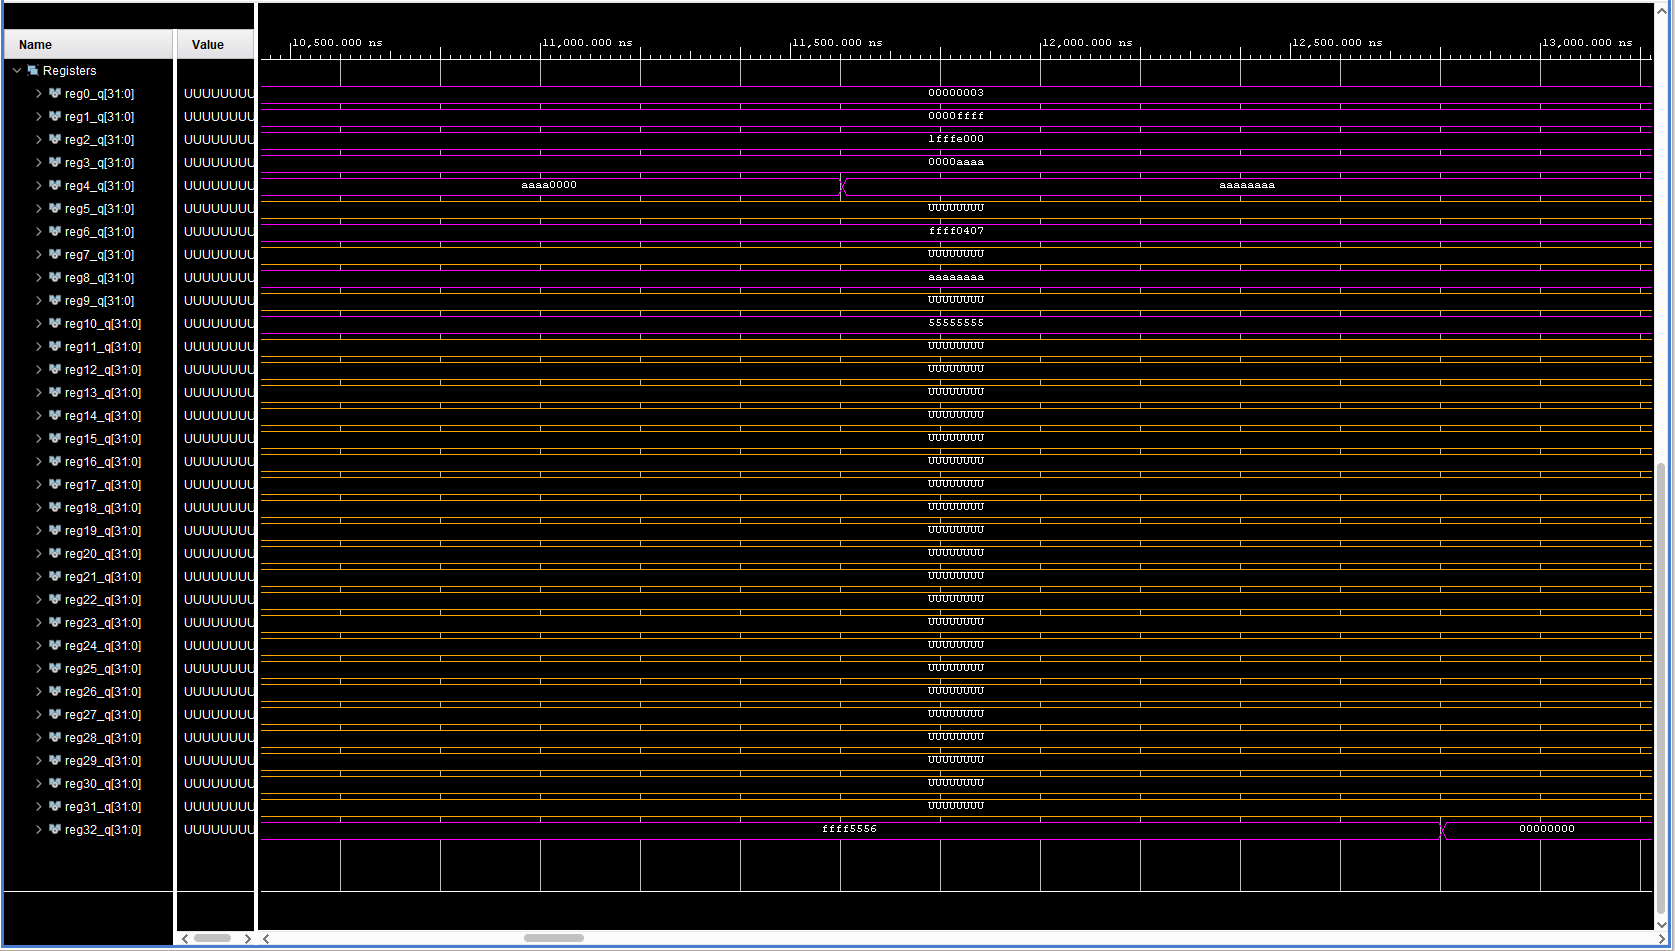 Name Value 10,500.000 ns 11,000.000 ns 11,500.000 ns 12,000.000 ns 12,500.000 ns 13,000.000 ns
Registers
reg0_q[31:0] UUUUUUUU 00000003
reg1_q[31:0] UUUUUUUU 0000ffff
reg2_q[31:0] UUUUUUUU 1fffe000
reg3_q[31:0] UUUUUUUU 0000aaaa
reg4_q[31:0] UUUUUUUU aaaa0000 aaaaaaaa
reg5_q[31:0] UUUUUUUU UUUUUUUU
reg6_q[31:0] UUUUUUUU ffff0407
reg7_q[31:0] UUUUUUUU UUUUUUUU
reg8_q[31:0] UUUUUUUU aaaaaaaa
reg9_q[31:0] UUUUUUUU UUUUUUUU
reg10_q[31:0] UUUUUUUU 55555555
reg11_q[31:0] UUUUUUUU UUUUUUUU
reg12_q[31:0] UUUUUUUU UUUUUUUU
reg13_q[31:0] UUUUUUUU UUUUUUUU
reg14_q[31:0] UUUUUUUU UUUUUUUU
reg15_q[31:0] UUUUUUUU UUUUUUUU
reg16_q[31:0] UUUUUUUU UUUUUUUU
reg17_q[31:0] UUUUUUUU UUUUUUUU
reg18_q[31:0] UUUUUUUU UUUUUUUU
reg19_q[31:0] UUUUUUUU UUUUUUUU
reg20_q[31:0] UUUUUUUU UUUUUUUU
reg21_q[31:0] UUUUUUUU UUUUUUUU
reg22_q[31:0] UUUUUUUU UUUUUUUU
reg23_q[31:0] UUUUUUUU UUUUUUUU
reg24_q[31:0] UUUUUUUU UUUUUUUU
reg25_q[31:0] UUUUUUUU UUUUUUUU
reg26_q[31:0] UUUUUUUU UUUUUUUU
reg27_q[31:0] UUUUUUUU UUUUUUUU
reg28_q[31:0] UUUUUUUU UUUUUUUU
reg29_q[31:0] UUUUUUUU UUUUUUUU
reg30_q[31:0] UUUUUUUU UUUUUUUU
reg31_q[31:0] UUUUUUUU UUUUUUUU
reg32_q[31:0] UUUUUUUU ffff5556 00000000